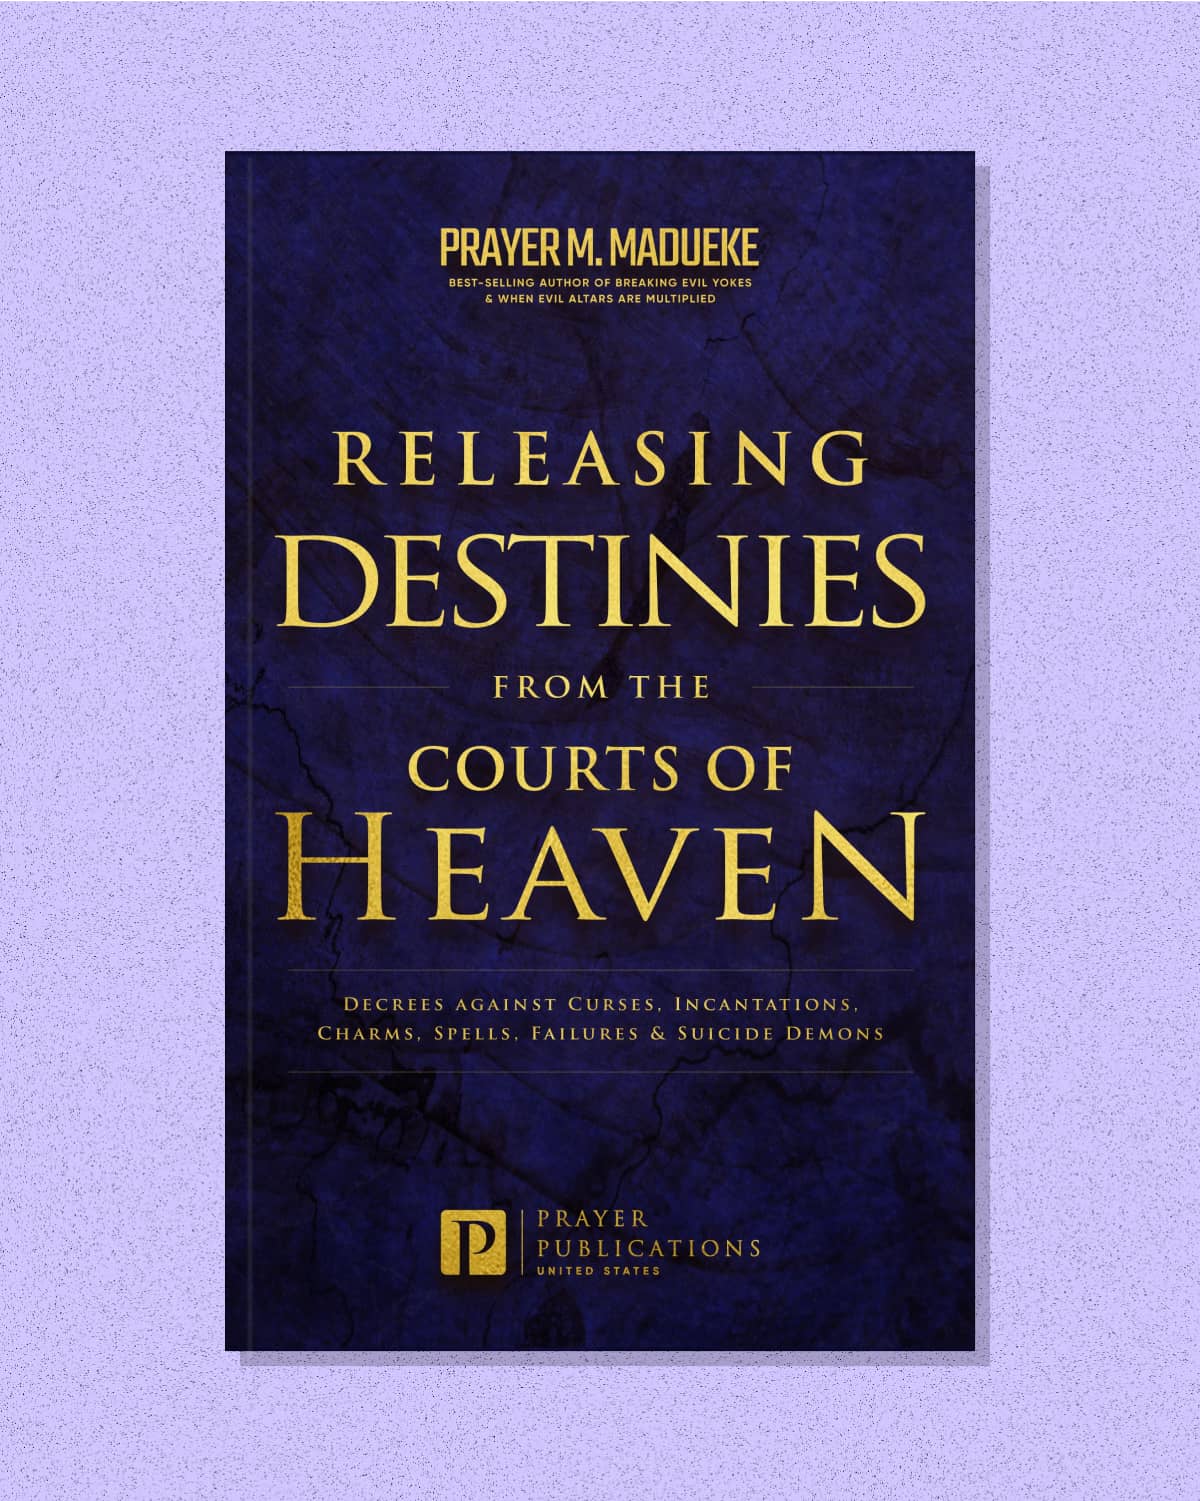 PRAYER M. MADUEKE
BEST-SELLING AUTHOR OF BREAKING EVIL YOKES
& WHEN EVIL ALTARS ARE MULTIPLIED
RELEASING
DESTINIES
FROM THE
COURTS OF
HEAVEN
DECREES AGAINST CURSES, INCANTATIONS,
CHARMS, SPELLS, FAILURES & SUICIDE DEMONS
P
PRAYER
PUBLICATIONS
UNITED STATES